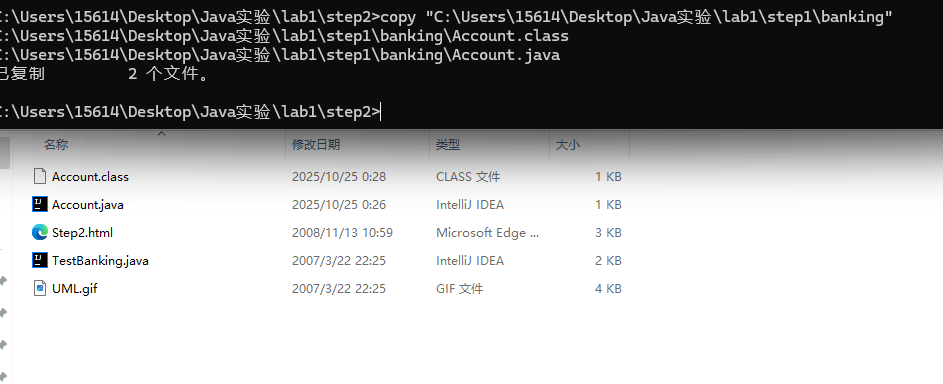 C:\Users\15614\Desktop\Java实验\lab1\step2>copy "C:\Users\15614\Desktop\Java实验\lab1\step1\banking"
C:\Users\15614\Desktop\Java实验\lab1\step1\banking\Account.class
C:\Users\15614\Desktop\Java实验\lab1\step1\banking\Account.java
已复制         2 个文件。
C:\Users\15614\Desktop\Java实验\lab1\step2>
名称 修改日期 类型 大小
Account.class 2025/10/25 0:28 CLASS 文件 1 KB
Account.java 2025/10/25 0:26 IntelliJ IDEA 1 KB
Step2.html 2008/11/13 10:59 Microsoft Edge ... 3 KB
TestBanking.java 2007/3/22 22:25 IntelliJ IDEA 2 KB
UML.gif 2007/3/22 22:25 GIF 文件 4 KB